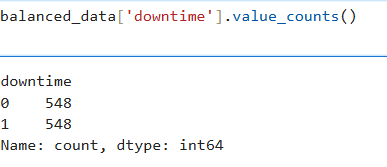 balanced_data['downtime'].value_counts()
downtime
0    548
1    548
Name: count, dtype: int64